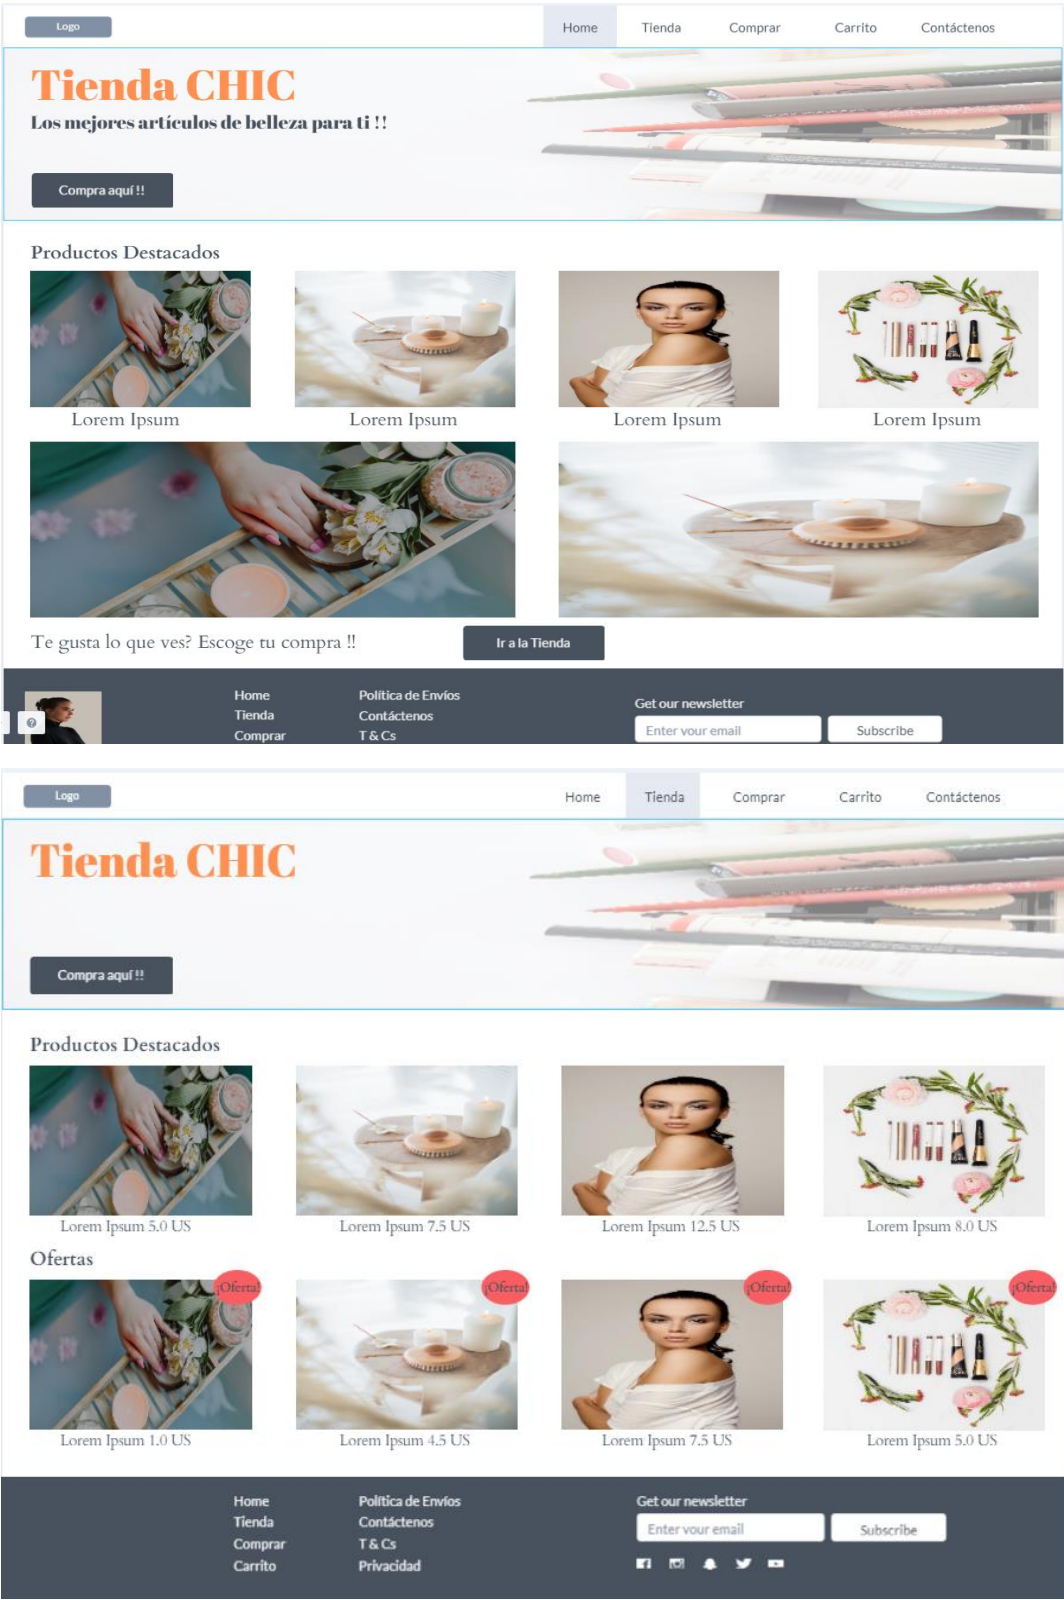 Logo
Home Tienda Comprar Carrito Contáctenos
Tienda CHIC
Los mejores artículos de belleza para ti !!
Compra aquí !!
Productos Destacados
Lorem Ipsum Lorem Ipsum Lorem Ipsum Lorem Ipsum
Te gusta lo que ves? Escoge tu compra !!
Ir a la Tienda
Home
Tienda
Comprar
Política de Envíos
Contáctenos
T & Cs
Get our newsletter
Enter your email Subscribe
Logo
Home Tienda Comprar Carrito Contáctenos
Tienda CHIC
Compra aquí !!
Productos Destacados
Lorem Ipsum 5.0 US Lorem Ipsum 7.5 US Lorem Ipsum 12.5 US Lorem Ipsum 8.0 US
Ofertas
¡Oferta! ¡Oferta! ¡Oferta! ¡Oferta!
Lorem Ipsum 1.0 US Lorem Ipsum 4.5 US Lorem Ipsum 7.5 US Lorem Ipsum 5.0 US
Home
Tienda
Comprar
Carrito
Política de Envíos
Contáctenos
T & Cs
Privacidad
Get our newsletter
Enter your email Subscribe